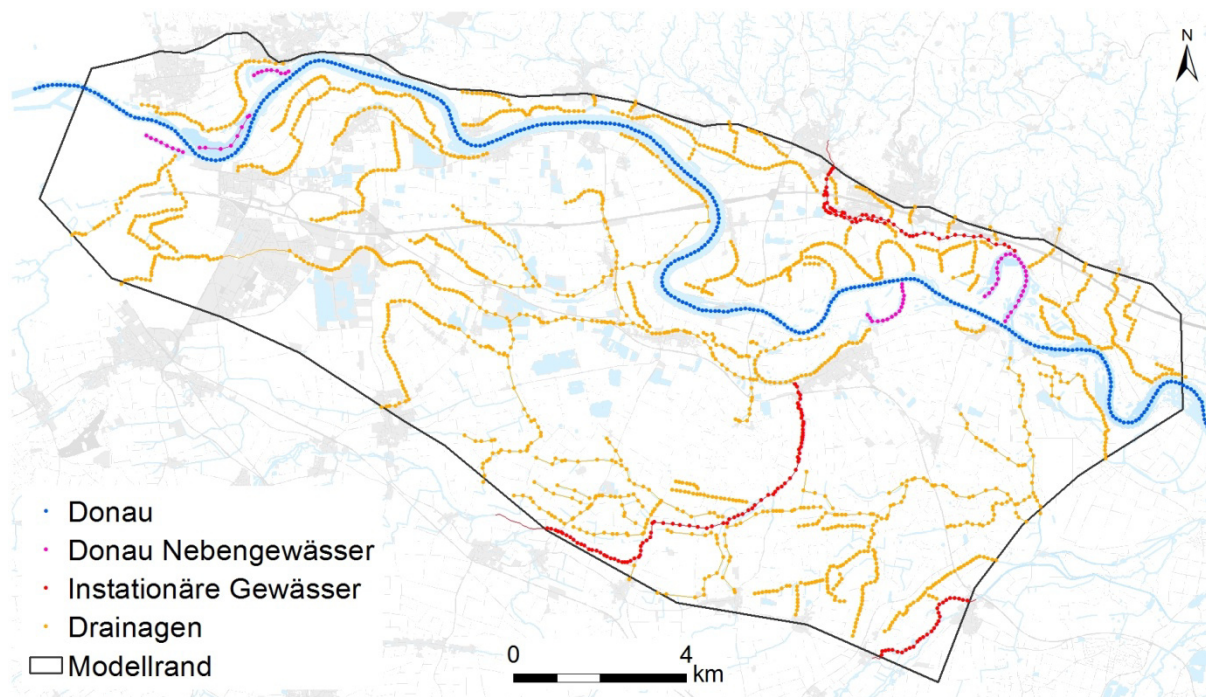 N
Donau
Donau Nebengewässer
Instationäre Gewässer
Drainagen
Modellrand
0 4
km